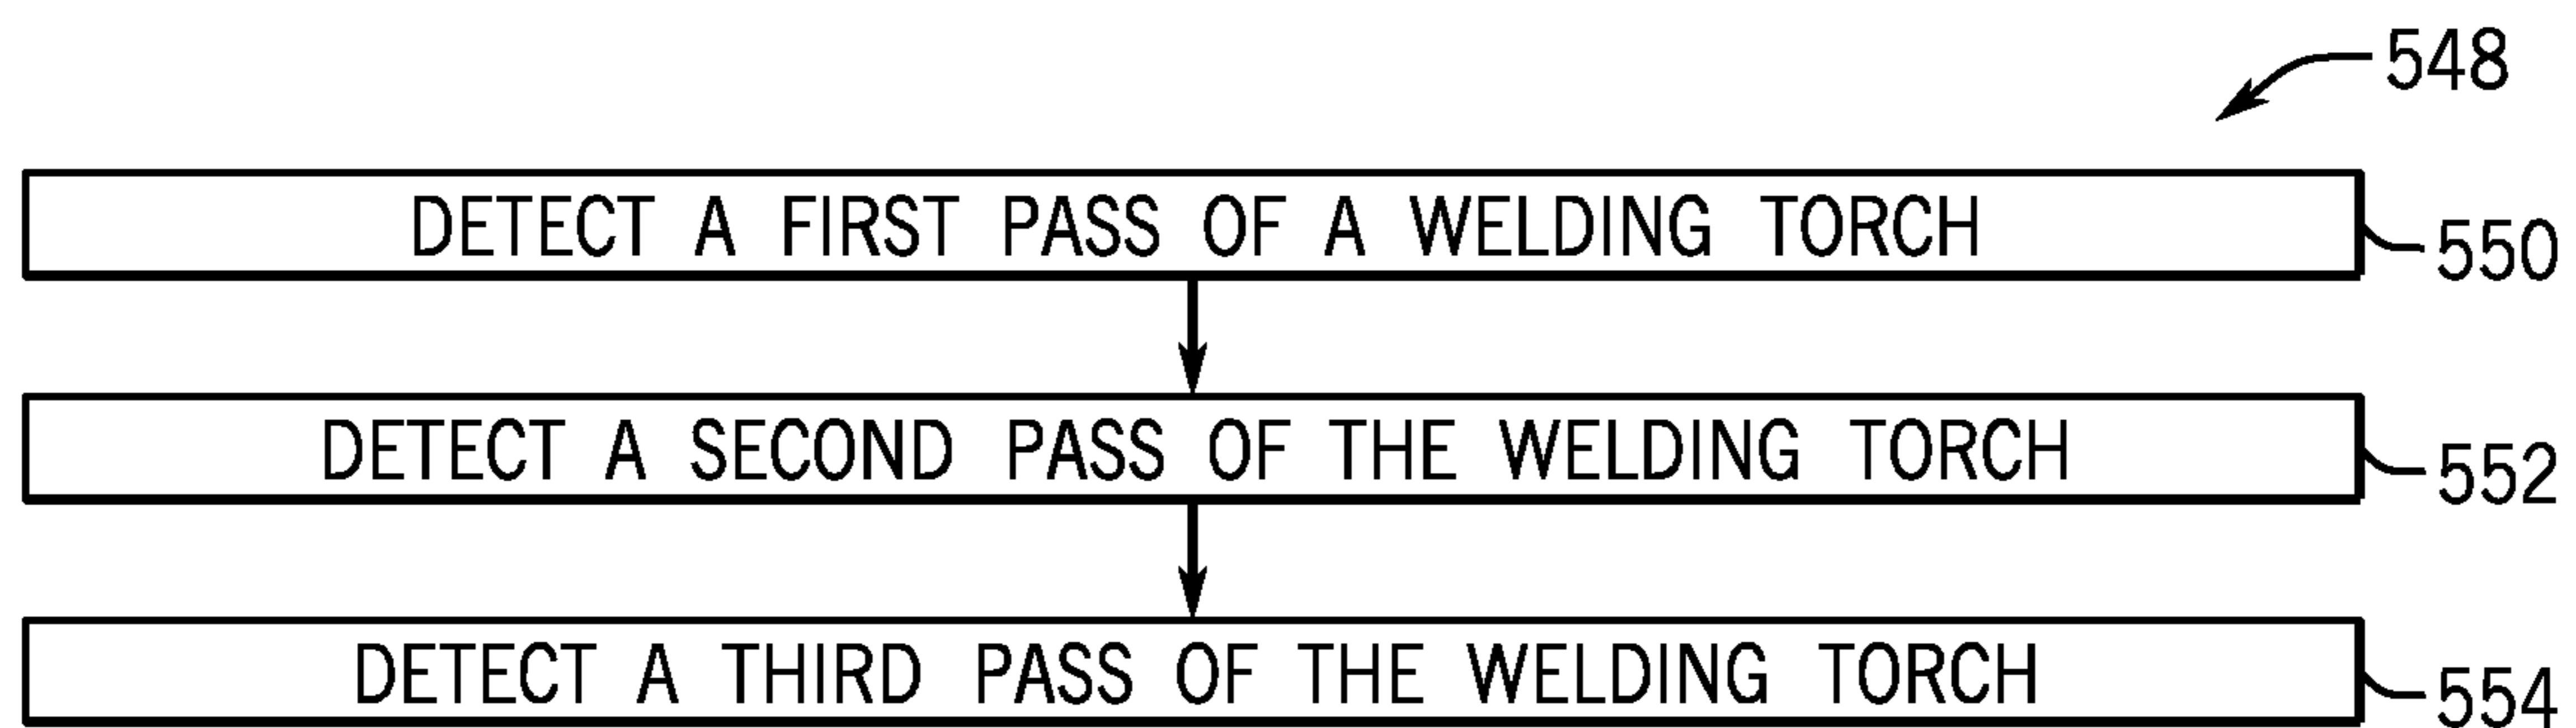 548
DETECT A FIRST PASS OF A WELDING TORCH
550
DETECT A SECOND PASS OF THE WELDING TORCH
552
DETECT A THIRD PASS OF THE WELDING TORCH
554